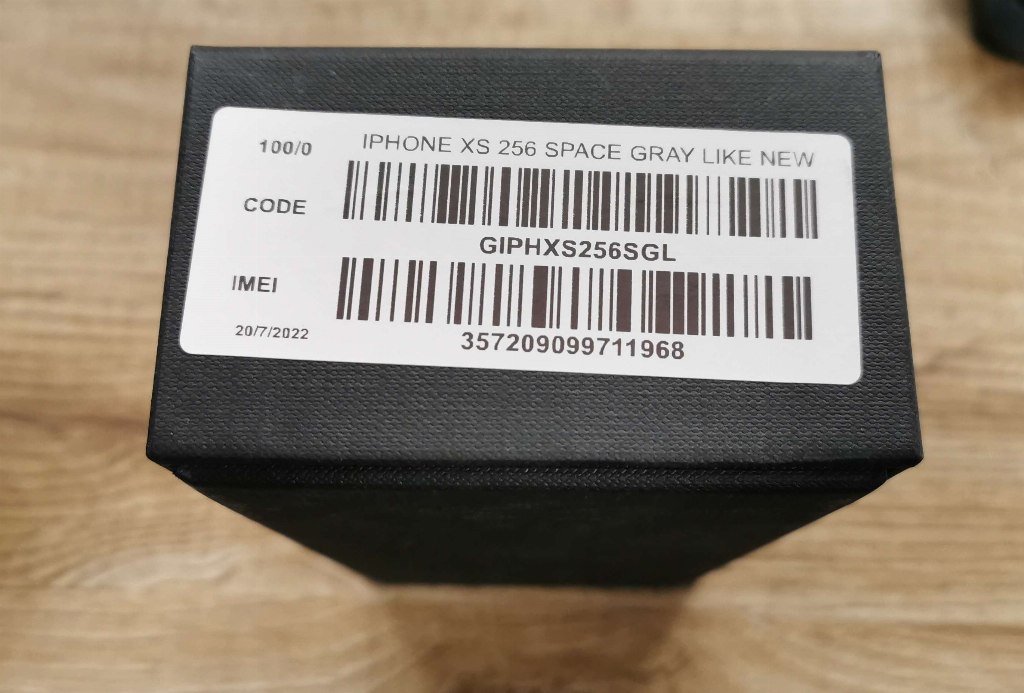 100/0
IPHONE XS 256 SPACE GRAY LIKE NEW
CODE
GIPHXS256SGL
IMEI
357209099711968
20/7/2022